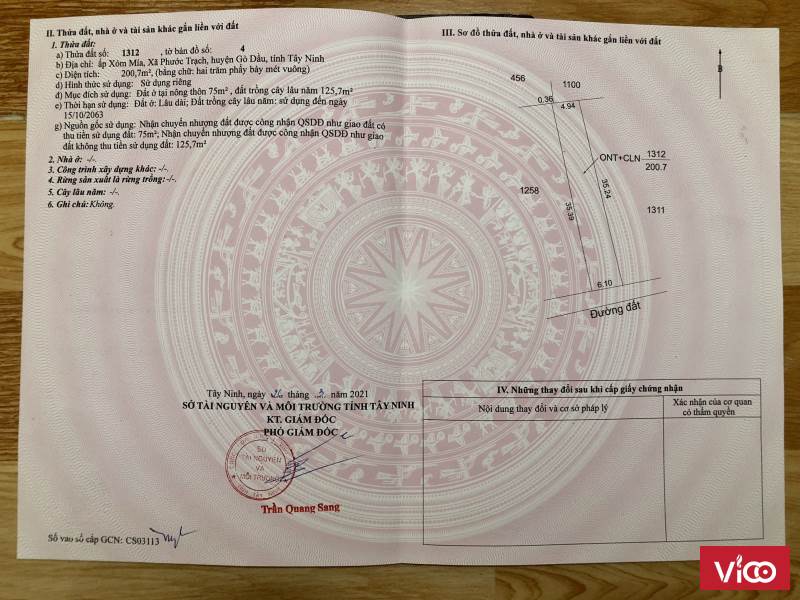 II. Thửa đất, nhà ở và tài sản khác gắn liền với đất
1. Thửa đất:
a) Thửa đất số: 1312 , tờ bản đồ số: 4
b) Địa chỉ: ấp Xóm Mía, Xã Phước Trạch, huyện Gò Dầu, tỉnh Tây Ninh
c) Diện tích: 200,7m², (bằng chữ: hai trăm phẩy bảy mét vuông)
d) Hình thức sử dụng: Sử dụng riêng
đ) Mục đích sử dụng: Đất ở tại nông thôn 75m² , đất trồng cây lâu năm 125,7m²
e) Thời hạn sử dụng: Đất ở: Lâu dài; Đất trồng cây lâu năm: sử dụng đến ngày
15/10/2063
g) Nguồn gốc sử dụng: Nhận chuyển nhượng đất được công nhận QSDĐ như giao đất có
thu tiền sử dụng đất: 75m²; Nhận chuyển nhượng đất được công nhận QSDĐ như giao
đất không thu tiền sử dụng đất: 125,7m²
2. Nhà ở: -/-.
3. Công trình xây dựng khác: -/-.
4. Rừng sản xuất là rừng trồng: -/-.
5. Cây lâu năm: -/-.
6. Ghi chú: Không.
Tây Ninh, ngày 26 tháng 2 năm 2021
SỞ TÀI NGUYÊN VÀ MÔI TRƯỜNG TỈNH TÂY NINH
KT. GIÁM ĐỐC
PHÓ GIÁM ĐỐC
SỞ
TÀI NGUYÊN
VÀ
MÔI TRƯỜNG
Trần Quang Sang
Số vào sổ cấp GCN: CS03113
III. Sơ đồ thửa đất, nhà ở và tài sản khác gắn liền với đất
B
456
1100
0.36
4.94
ONT+CLN 1312
200.7
1258
35.39
35.24
1311
6.10
Đường đất
IV. Những thay đổi sau khi cấp giấy chứng nhận
Nội dung thay đổi và cơ sở pháp lý
Xác nhận của cơ quan
có thẩm quyền
ViCO